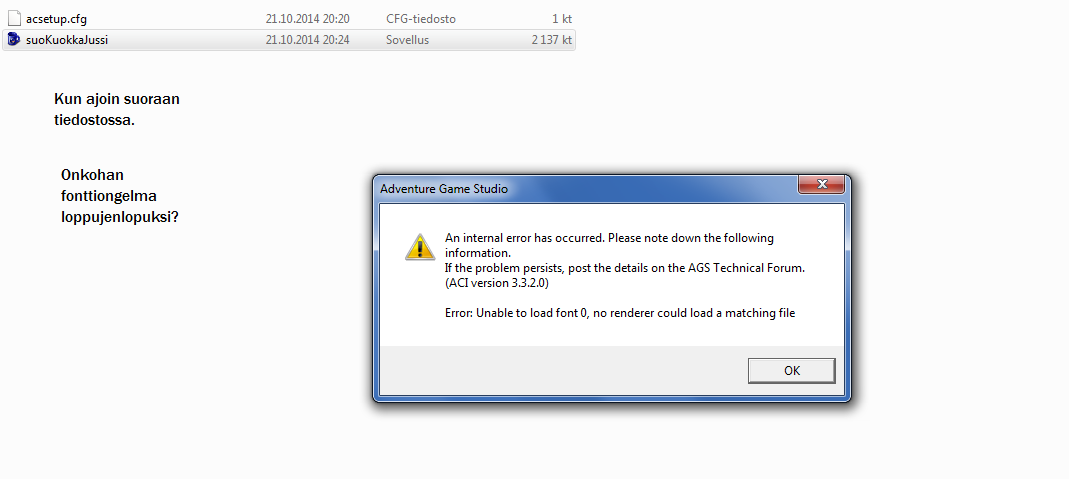 acsetup.cfg 21.10.2014 20:20 CFG-tiedosto 1 kt
suoKuokkaJussi 21.10.2014 20:24 Sovellus 2 137 kt
Kun ajoin suoraan
tiedostossa.
Onkohan
fonttiongelma
loppujenlopuksi?
Adventure Game Studio
An internal error has occurred. Please note down the following
information.
If the problem persists, post the details on the AGS Technical Forum.
(ACI version 3.3.2.0)
Error: Unable to load font 0, no renderer could load a matching file
OK